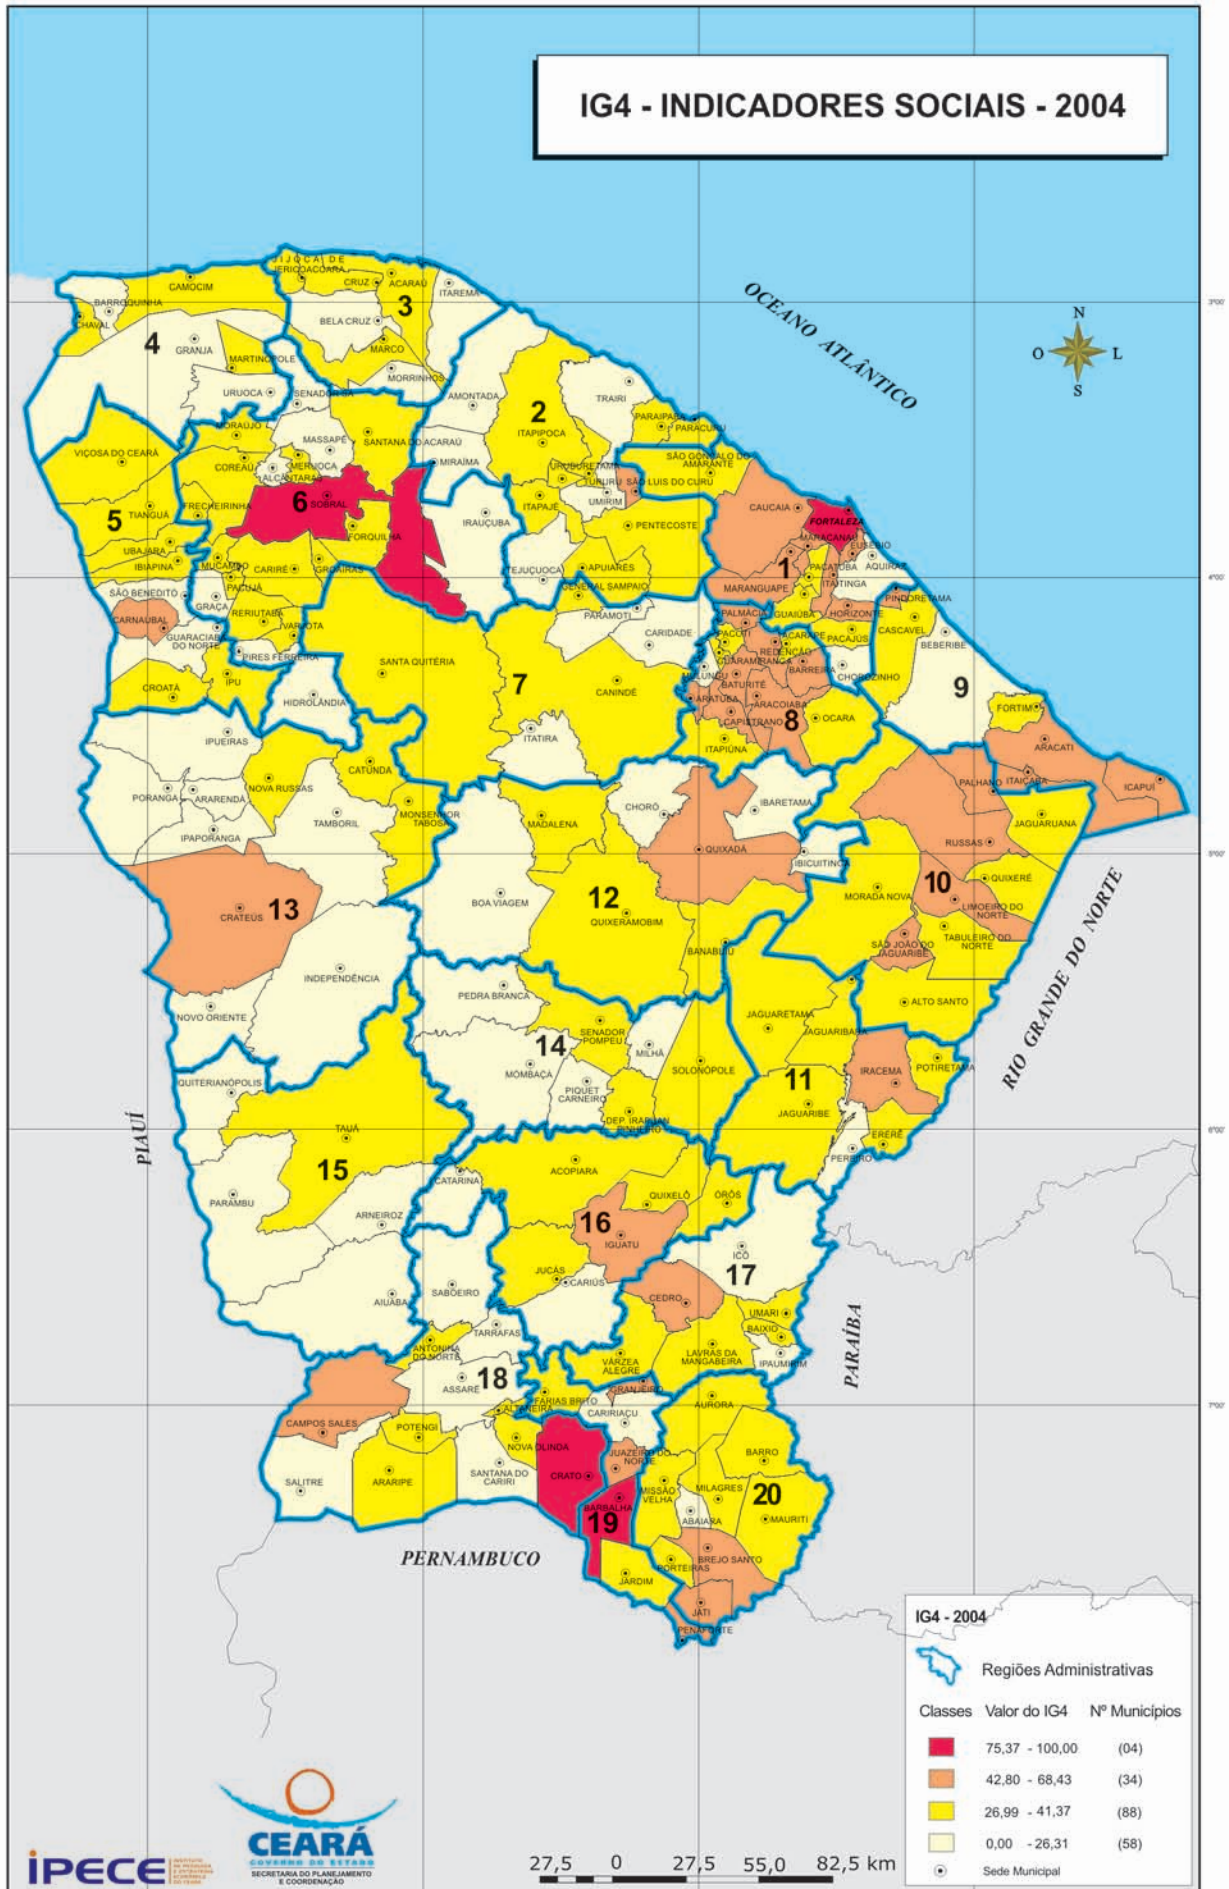 IG4 - INDICADORES SOCIAIS - 2004
OCEANO ATLÂNTICO
N
O
L
S
3°00'
4°00'
5°00'
6°00'
7°00'
JIJOCA DE
JERICOACOARA
CRUZ
ACARAÚ
ITAREMA
CAMOCIM
BARROQUINHA
CHAVAL
BELA CRUZ
3
MARCO
4
GRANJA
MARTINÓPOLE
MORRINHOS
URUOCA
SENADOR SÁ
AMONTADA
2
ITAPIPOCA
TRAIRI
PARAIPABA
PARACURU
MORAÚJO
MASSAPÊ
SANTANA DO ACARAÚ
MIRAÍMA
SÃO GONÇALO DO
AMARANTE
VIÇOSA DO CEARÁ
COREAÚ
MERUOCA
ALCÂNTARAS
URUBURETAMA
TURURU
UMIRIM
SÃO LUIS DO CURU
5
TIANGUÁ
FRECHEIRINHA
6
SOBRAL
FORQUILHA
IRAUÇUBA
ITAPAJÉ
PENTECOSTE
CAUCAIA
FORTALEZA
MARACANAÚ
EUSÉBIO
AQUIRAZ
UBAJARA
IBIAPINA
MUCAMBO
PACUJÁ
CARIRÉ
GROAÍRAS
TEJUÇUOCA
APUIARÉS
GENERAL SAMPAIO
1
MARANGUAPE
PACATUBA
ITAITINGA
GUAIÚBA
HORIZONTE
PINDORETAMA
SÃO BENEDITO
GRAÇA
CARNAUBAL
GUARACIABA
DO NORTE
RERIUTABA
VARJOTA
PIRES FERREIRA
PARAMOTI
CARIDADE
PALMÁCIA
PACOTI
ACARAPE
REDENÇÃO
GUARAMIRANGA
PACAJUS
CASCAVEL
BEBERIBE
CHOROZINHO
BARREIRA
MULUNGU
BATURITÉ
ARATUBA
ARACOIABA
CAPISTRANO
8
OCARA
ITAPIÚNA
9
FORTIM
ARACATI
CROATÁ
IPU
SANTA QUITÉRIA
7
CANINDÉ
HIDROLÂNDIA
ITATIRA
IPUEIRAS
CATUNDA
NOVA RUSSAS
PORANGA
ARARENDÁ
TAMBORIL
MONSENHOR
TABOSA
IPAPORANGA
MADALENA
CHORÓ
IBARETAMA
QUIXADÁ
IBICUITINGA
PALHANO
ITAIÇABA
ICAPUÍ
JAGUARUANA
RUSSAS
QUIXERÉ
10
LIMOEIRO DO
NORTE
MORADA NOVA
SÃO JOÃO DO
JAGUARIBE
TABULEIRO DO
NORTE
ALTO SANTO
CRATEÚS
13
BOA VIAGEM
12
QUIXERAMOBIM
BANABUIÚ
INDEPENDÊNCIA
NOVO ORIENTE
PEDRA BRANCA
14
SENADOR
POMPEU
MILHÃ
SOLONÓPOLE
JAGUARETAMA
JAGUARIBARA
MOMBAÇA
PIQUET
CARNEIRO
11
JAGUARIBE
IRACEMA
POTIRETAMA
ERERÊ
PEREIRO
RIO GRANDE DO NORTE
QUITERIANÓPOLIS
DEP. IRAPUAN
PINHEIRO
PIAUÍ
TAUÁ
15
PARAMBU
ARNEIROZ
CATARINA
ACOPIARA
QUIXELÔ
ORÓS
16
IGUATU
ICÓ
17
JUCÁS
CARIÚS
SABOEIRO
AIUABA
CEDRO
UMARI
BAIXIO
IPAUMIRIM
TARRAFAS
ANTONINA
DO NORTE
VÁRZEA
ALEGRE
LAVRAS DA
MANGABEIRA
PARAÍBA
ASSARÉ
18
FARIAS BRITO
GRANJEIRO
CAMPOS SALES
ALTANEIRA
CARIRIAÇU
AURORA
POTENGI
NOVA OLINDA
JUAZEIRO DO
NORTE
BARRO
SALITRE
ARARIPE
SANTANA DO
CARIRI
CRATO
MISSÃO
VELHA
MILAGRES
20
BARBALHA
19
ABAIARA
MAURITI
PERNAMBUCO
BREJO SANTO
PORTEIRAS
JARDIM
JATI
PENAFORTE
IG4 - 2004
Regiões Administrativas
Classes Valor do IG4 Nº Municípios
75,37 - 100,00 (04)
42,80 - 68,43 (34)
26,99 - 41,37 (88)
0,00 - 26,31 (58)
Sede Municipal
CEARÁ
GOVERNO DO ESTADO
SECRETARIA DO PLANEJAMENTO
E COORDENAÇÃO
IPECE
27,5 0 27,5 55,0 82,5 km